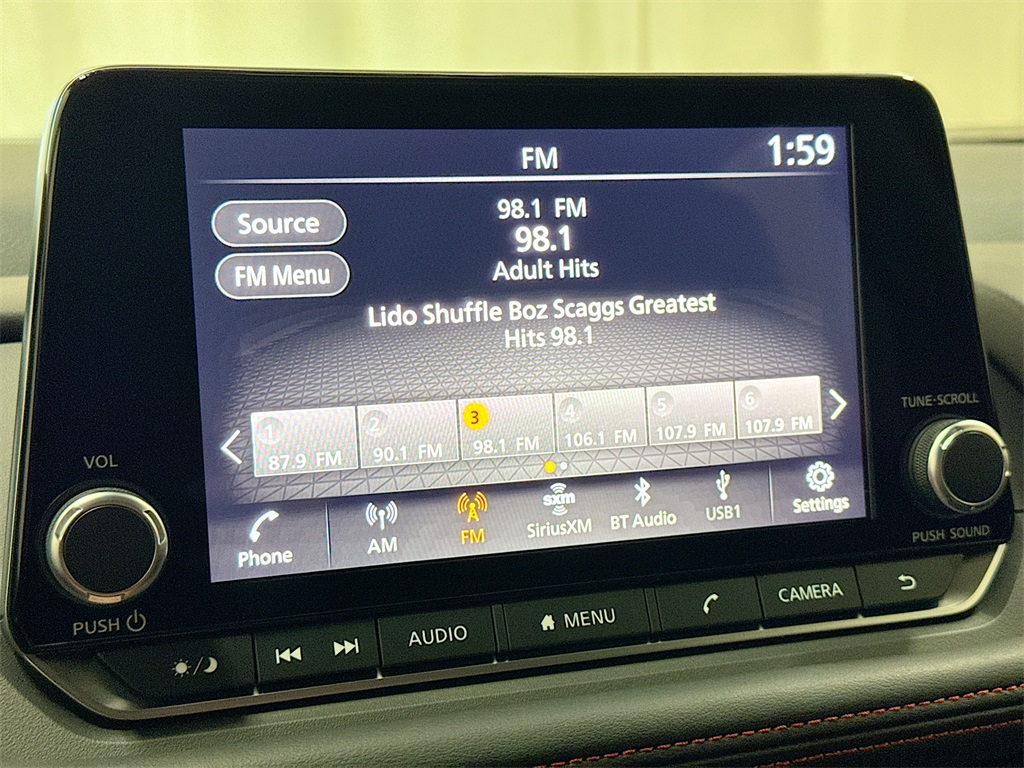 FM
1:59
Source
98.1 FM
98.1
FM Menu
Adult Hits
Lido Shuffle Boz Scaggs Greatest
Hits 98.1
1
87.9 FM
2
90.1 FM
3
98.1 FM
4
106.1 FM
5
107.9 FM
6
107.9 FM
Phone
AM
FM
sxm
SiriusXM
BT Audio
USB1
Settings
VOL
PUSH
TUNE·SCROLL
PUSH SOUND
AUDIO
MENU
CAMERA